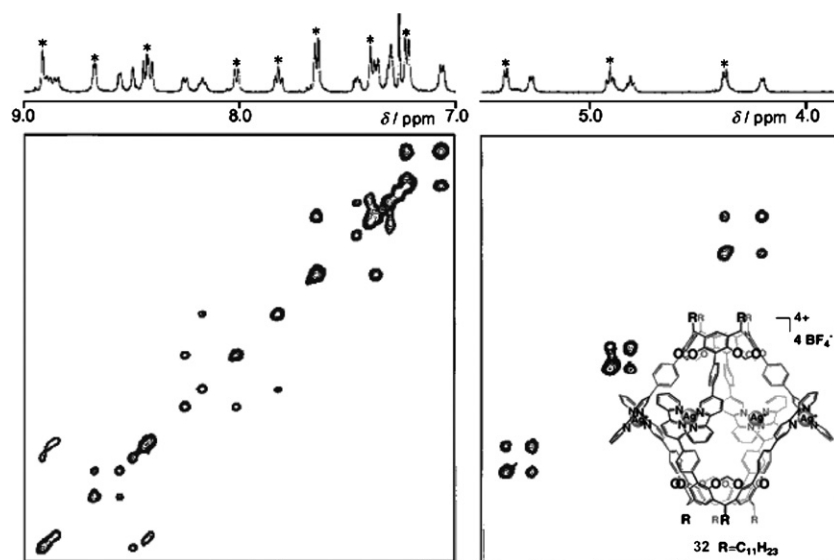 * * * * * * * *
* * *
9.0 8.0 δ / ppm 7.0
5.0 δ / ppm 4.0
R R R R
4+
4 BF₄⁻
O O O O O O
N N N N N N
Ag Ag Ag Ag
O O O O O O
R R R R
32 R=C₁₁H₂₃